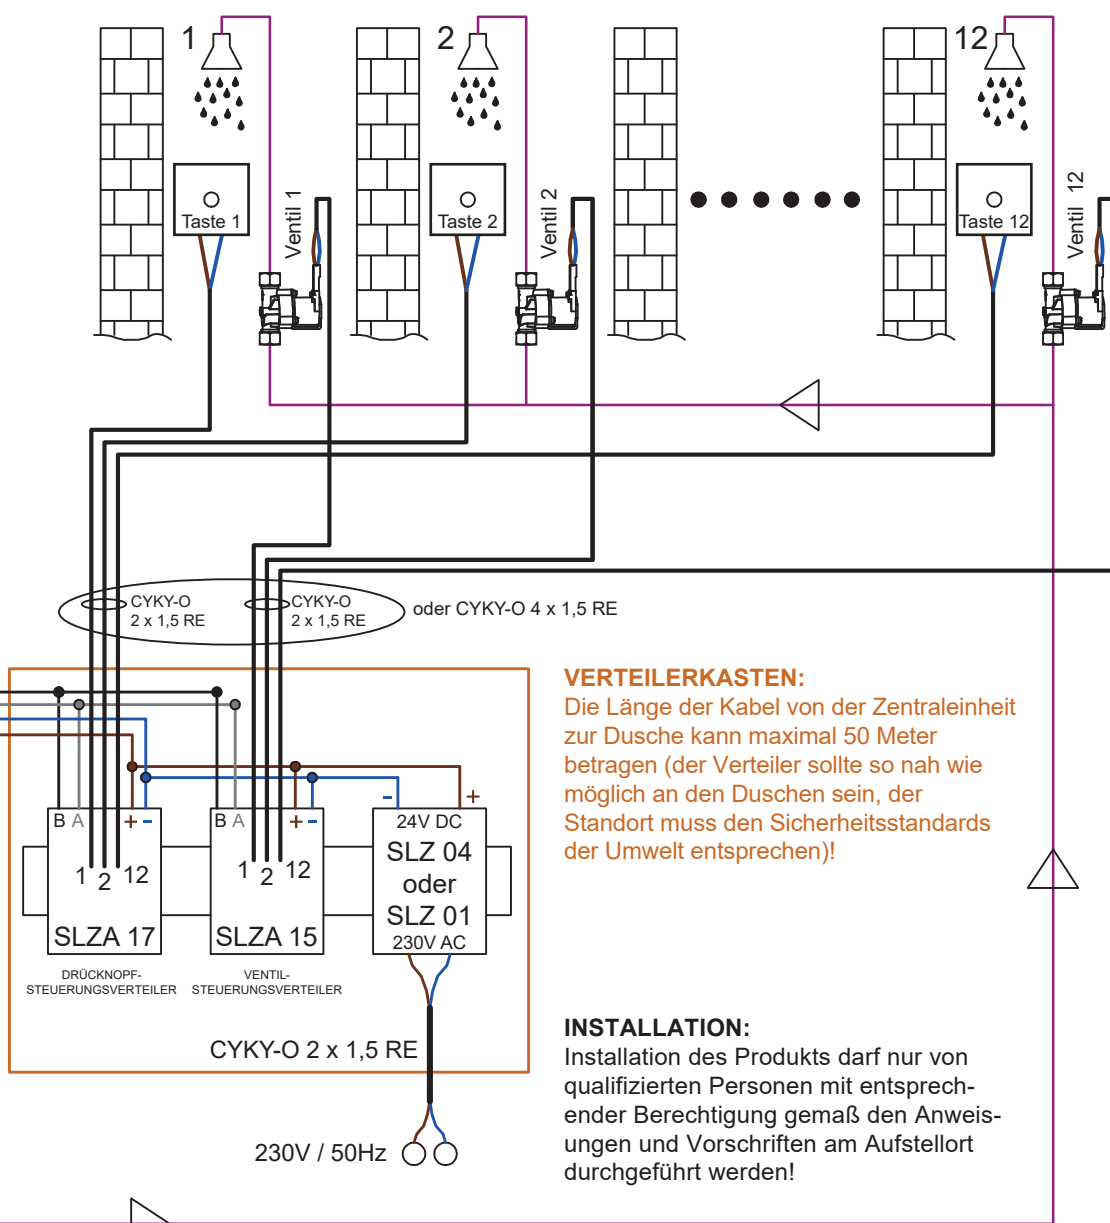 1
2
12
Taste 1
Ventil 1
Taste 2
Ventil 2
Taste 12
Ventil 12
CYKY-O
2 x 1,5 RE
CYKY-O
2 x 1,5 RE
oder CYKY-O 4 x 1,5 RE
VERTEILERKASTEN:
Die Länge der Kabel von der Zentraleinheit
zur Dusche kann maximal 50 Meter
betragen (der Verteiler sollte so nah wie
möglich an den Duschen sein, der
Standort muss den Sicherheitsstandards
der Umwelt entsprechen)!
B A + -
B A + -
- +
24V DC
1 2 12
1 2 12
SLZ 04
oder
SLZ 01
230V AC
SLZA 17
SLZA 15
DRÜCKNOPF-
STEUERUNGSVERTEILER
VENTIL-
STEUERUNGSVERTEILER
CYKY-O 2 x 1,5 RE
230V / 50Hz
INSTALLATION:
Installation des Produkts darf nur von
qualifizierten Personen mit entsprech-
ender Berechtigung gemaß den Anweis-
ungen und Vorschriften am Aufstellort
durchgeführt werden!